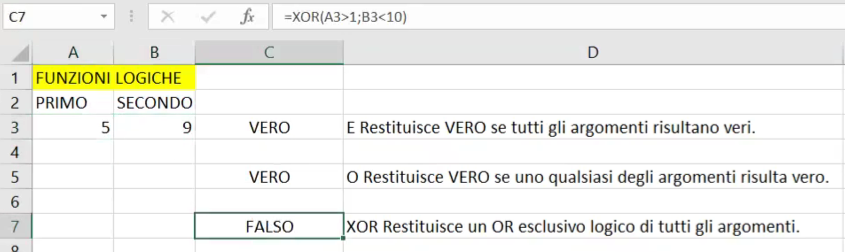 C7 fx =XOR(A3>1;B3<10)
A B C D
1 FUNZIONI LOGICHE
2 PRIMO SECONDO
3 5 9 VERO E Restituisce VERO se tutti gli argomenti risultano veri.
4
5 VERO O Restituisce VERO se uno qualsiasi degli argomenti risulta vero.
6
7 FALSO XOR Restituisce un OR esclusivo logico di tutti gli argomenti.
8